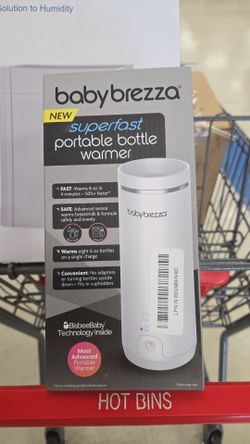 Solution to Humidity
babybrezza®
NEW
superfast
portable bottle
warmer
FAST: Warms 6 oz in
4 minutes – 50% faster*
SAFE: Advanced sensor
warms breastmilk & formula
safely and evenly
Warms eight 6 oz bottles
on a single charge
Convenient: No adapters
or turning bottles upside
down + fits in cupholders
babybrezza
BisbeeBaby
Technology Inside
Most
Advanced
Portable
Warmer
HOT BINS